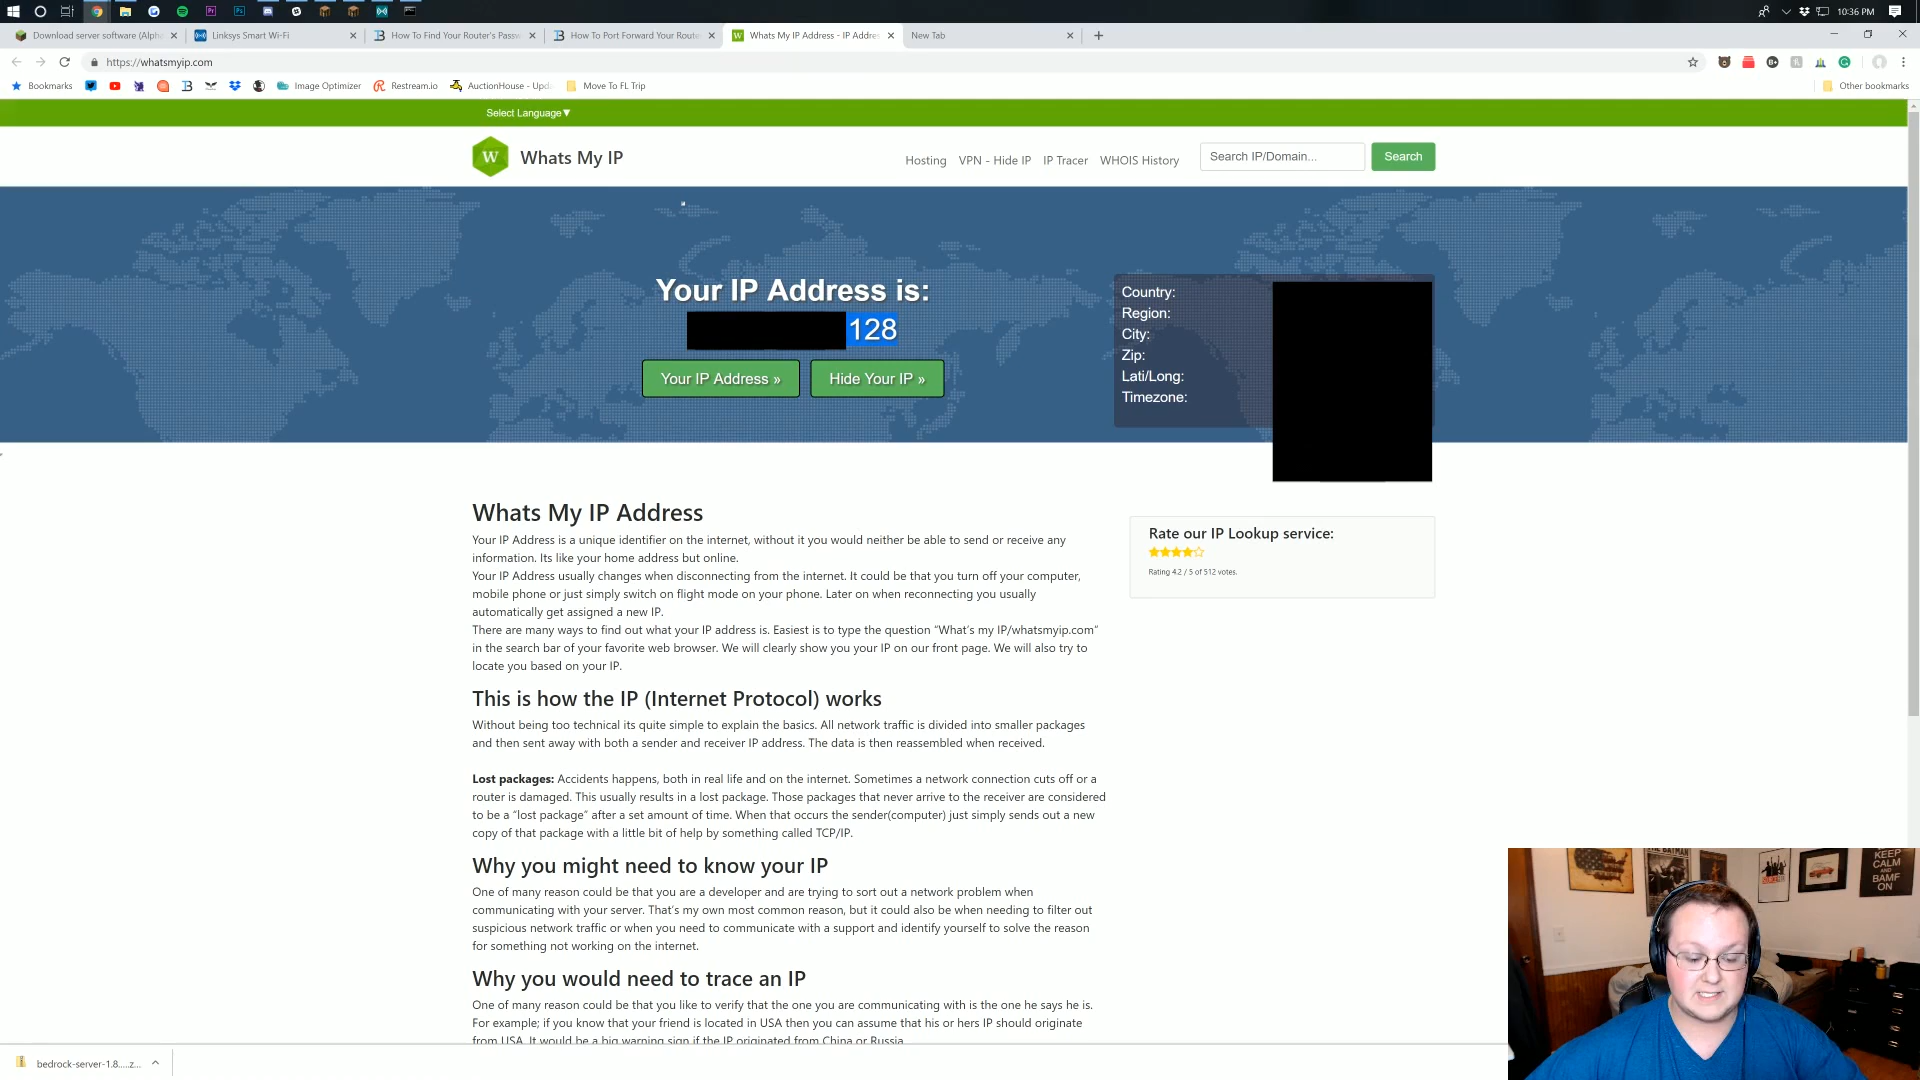 10:36 PM
Download server software (Alpha
Linksys Smart Wi-Fi
How To Find Your Router's Passw
How To Port Forward Your Route
Whats My IP Address - IP Addres
New Tab
https://whatsmyip.com
Bookmarks
Image Optimizer
Restream.io
AuctionHouse - Upda
Move To FL Trip
Other bookmarks
Select Language▼
W
Whats My IP
Hosting
VPN - Hide IP
IP Tracer
WHOIS History
Search IP/Domain...
Search
Your IP Address is:
128
Your IP Address »
Hide Your IP »
Country:
Region:
City:
Zip:
Lati/Long:
Timezone:
Whats My IP Address
Your IP Address is a unique identifier on the internet, without it you would neither be able to send or receive any
information. Its like your home address but online.
Your IP Address usually changes when disconnecting from the internet. It could be that you turn off your computer,
mobile phone or just simply switch on flight mode on your phone. Later on when reconnecting you usually
automatically get assigned a new IP.
There are many ways to find out what your IP address is. Easiest is to type the question “What's my IP/whatsmyip.com”
in the search bar of your favorite web browser. We will clearly show you your IP on our front page. We will also try to
locate you based on your IP.
Rate our IP Lookup service:
Rating 4.2 / 5 of 512 votes.
This is how the IP (Internet Protocol) works
Without being too technical its quite simple to explain the basics. All network traffic is divided into smaller packages
and then sent away with both a sender and receiver IP address. The data is then reassembled when received.
Lost packages: Accidents happens, both in real life and on the internet. Sometimes a network connection cuts off or a
router is damaged. This usually results in a lost package. Those packages that never arrive to the receiver are considered
to be a “lost package” after a set amount of time. When that occurs the sender(computer) just simply sends out a new
copy of that package with a little bit of help by something called TCP/IP.
Why you might need to know your IP
One of many reason could be that you are a developer and are trying to sort out a network problem when
communicating with your server. That's my own most common reason, but it could also be when needing to filter out
suspicious network traffic or when you need to communicate with a support and identify yourself to solve the reason
for something not working on the internet.
Why you would need to trace an IP
One of many reason could be that you like to verify that the one you are communicating with is the one he says he is.
For example; if you know that your friend is located in USA then you can assume that his or hers IP should originate
from USA. It would be a big warning sign if the IP originated from China or Russia.
bedrock-server-1.8.....z...
KEEP
CALM
AND
BAMF
ON